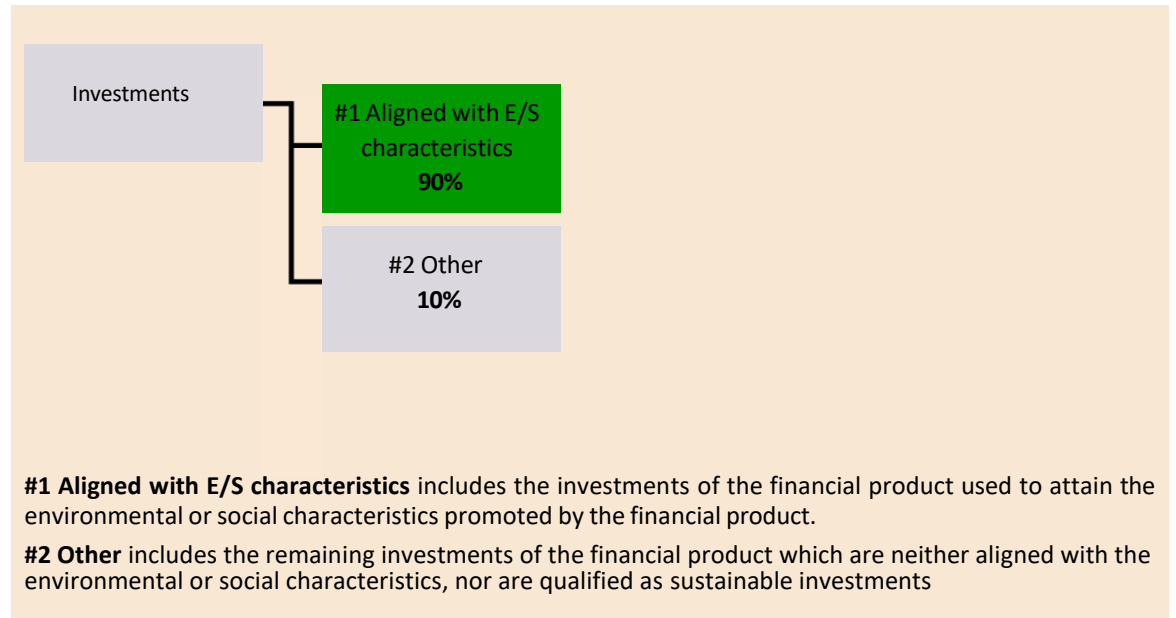 Investments
#1 Aligned with E/S
characteristics
90%
#2 Other
10%
#1 Aligned with E/S characteristics includes the investments of the financial product used to attain the
environmental or social characteristics promoted by the financial product.
#2 Other includes the remaining investments of the financial product which are neither aligned with the
environmental or social characteristics, nor are qualified as sustainable investments